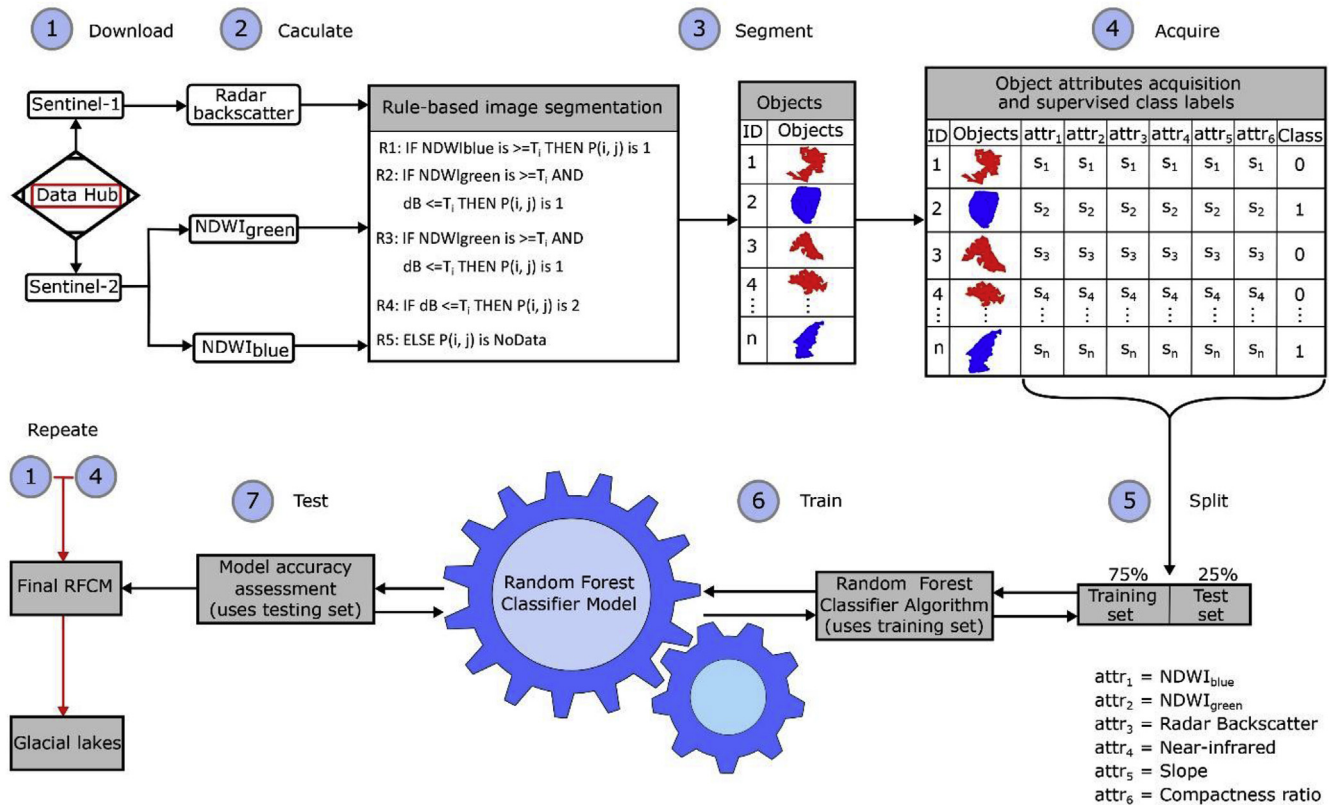 1 Download
2 Caculate
3 Segment
4 Acquire
Sentinel-1
Radar
backscatter
Data Hub
Sentinel-2
NDWIgreen
NDWIblue
Rule-based image segmentation
R1: IF NDWIblue is >=Ti THEN P(i, j) is 1
R2: IF NDWIgreen is >=Ti AND
dB <=Ti THEN P(i, j) is 1
R3: IF NDWIgreen is >=Ti AND
dB <=Ti THEN P(i, j) is 1
R4: IF dB <=Ti THEN P(i, j) is 2
R5: ELSE P(i, j) is NoData
Objects
ID Objects
1
2
3
4
⋮ ⋮
n
Object attributes acquisition
and supervised class labels
ID Objects attr1 attr2 attr3 attr4 attr5 attr6 Class
1 s1 s1 s1 s1 s1 s1 0
2 s2 s2 s2 s2 s2 s2 1
3 s3 s3 s3 s3 s3 s3 0
4 s4 s4 s4 s4 s4 s4 0
⋮ ⋮ ⋮ ⋮ ⋮ ⋮ ⋮ ⋮ ⋮
n sn sn sn sn sn sn 1
Repeate
1 4
7 Test
6 Train
5 Split
Final RFCM
Glacial lakes
Model accuracy
assessment
(uses testing set)
Random Forest
Classifier Model
Random Forest
Classifier Algorithm
(uses training set)
75% 25%
Training Test
set set
attr1 = NDWIblue
attr2 = NDWIgreen
attr3 = Radar Backscatter
attr4 = Near-infrared
attr5 = Slope
attr6 = Compactness ratio